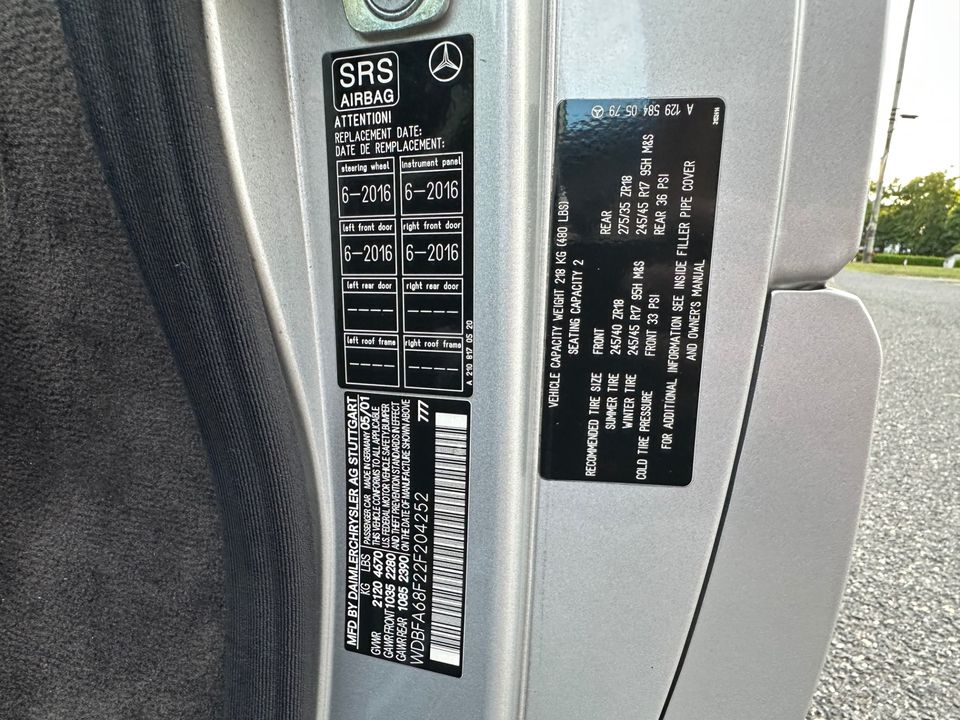 SRS
AIRBAG
ATTENTION!
REPLACEMENT DATE:
DATE DE REMPLACEMENT:
steering wheel instrument panel
6-2016 6-2016
left front door right front door
6-2016 6-2016
left rear door right rear door
---- ----
left roof frame right roof frame
---- ----
A 210 817 05 20
MFD BY DAIMLERCHRYSLER AG STUTTGART
KG LBS PASSENGER CAR MADE IN GERMANY 05/01
GVWR 2120 4670 THIS VEHICLE CONFORMS TO ALL APPLICABLE
GAWR FRONT 1035 2280 U.S. FEDERAL MOTOR VEHICLE SAFETY, BUMPER
GAWR REAR 1085 2390 AND THEFT PREVENTION STANDARDS IN EFFECT
ON THE DATE OF MANUFACTURE SHOWN ABOVE
WDBFA68F22F204252 777
VEHICLE CAPACITY WEIGHT 218 KG (480 LBS)
SEATING CAPACITY 2
RECOMMENDED TIRE SIZE FRONT REAR
SUMMER TIRE 245/40 ZR18 275/35 ZR18
WINTER TIRE 245/45 R17 95H M&S 245/45 R17 95H M&S
COLD TIRE PRESSURE FRONT 33 PSI REAR 36 PSI
FOR ADDITIONAL INFORMATION SEE INSIDE FILLER PIPE COVER
AND OWNER'S MANUAL
A 129 584 05 79